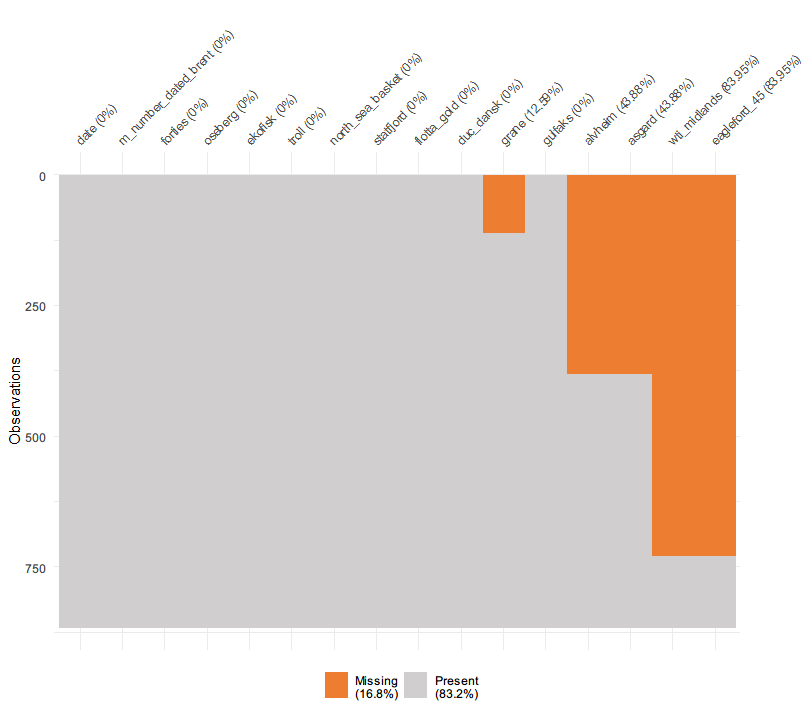 date (0%)
m_number_dated_brent (0%)
forties (0%)
oseberg (0%)
ekofisk (0%)
troll (0%)
north_sea_basket (0%)
statfjord (0%)
flotta_gold (0%)
duc_dansk (0%)
grane (12.59%)
gulfaks (0%)
alvheim (43.88%)
asgard (43.88%)
wti_midlands (83.95%)
eagleford_45 (83.95%)
0
250
500
750
Observations
Missing
(16.8%)
Present
(83.2%)